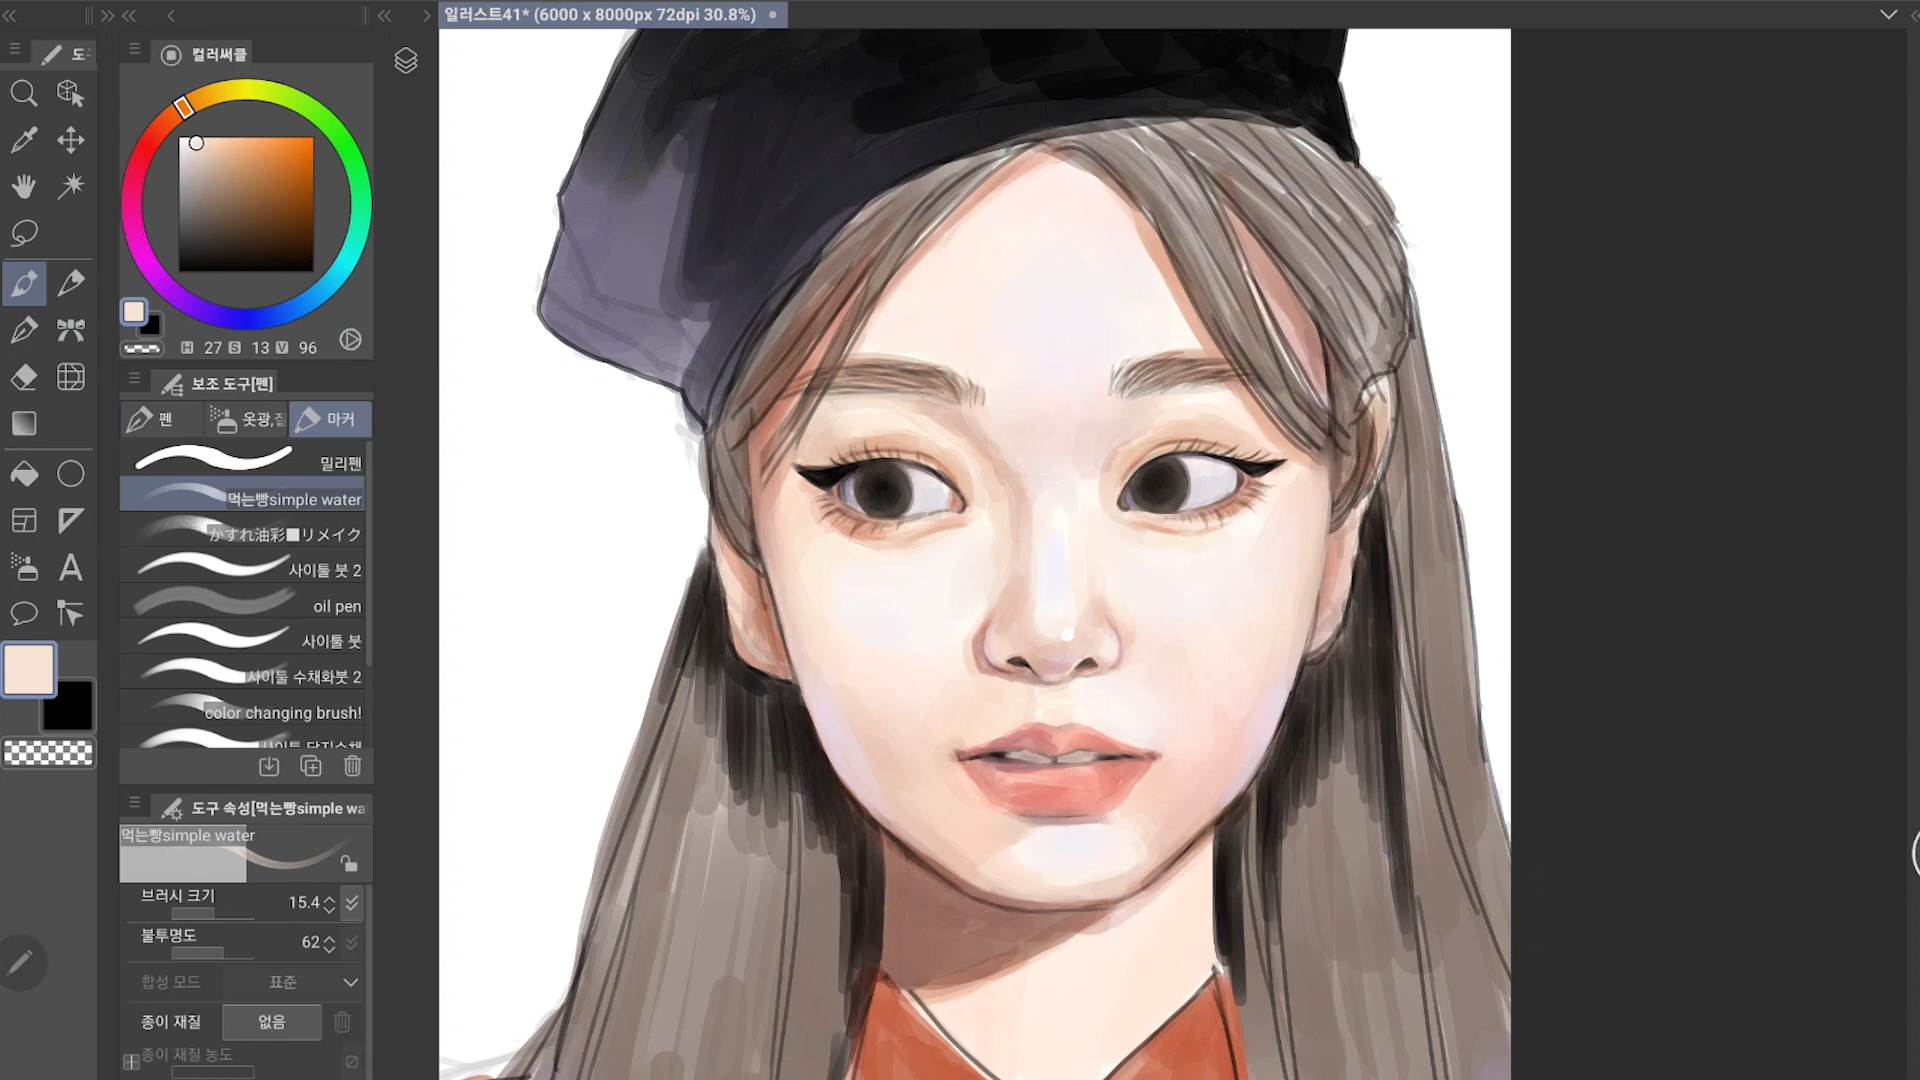 일러스트41* (6000 x 8000px 72dpi 30.8%)
도
컬러써클
H 27 S 13 V 96
보조 도구[펜]
펜
옷광,질
마커
밀리펜
먹는빵simple water
かすれ油彩■リメイク
사이툴 붓 2
oil pen
사이툴 붓
사이툴 수채화붓 2
color changing brush!
도구 속성[먹는빵simple wa
먹는빵simple water
브러시 크기 15.4
불투명도 62
합성 모드 표준
종이 재질 없음
종이 재질 농도
A